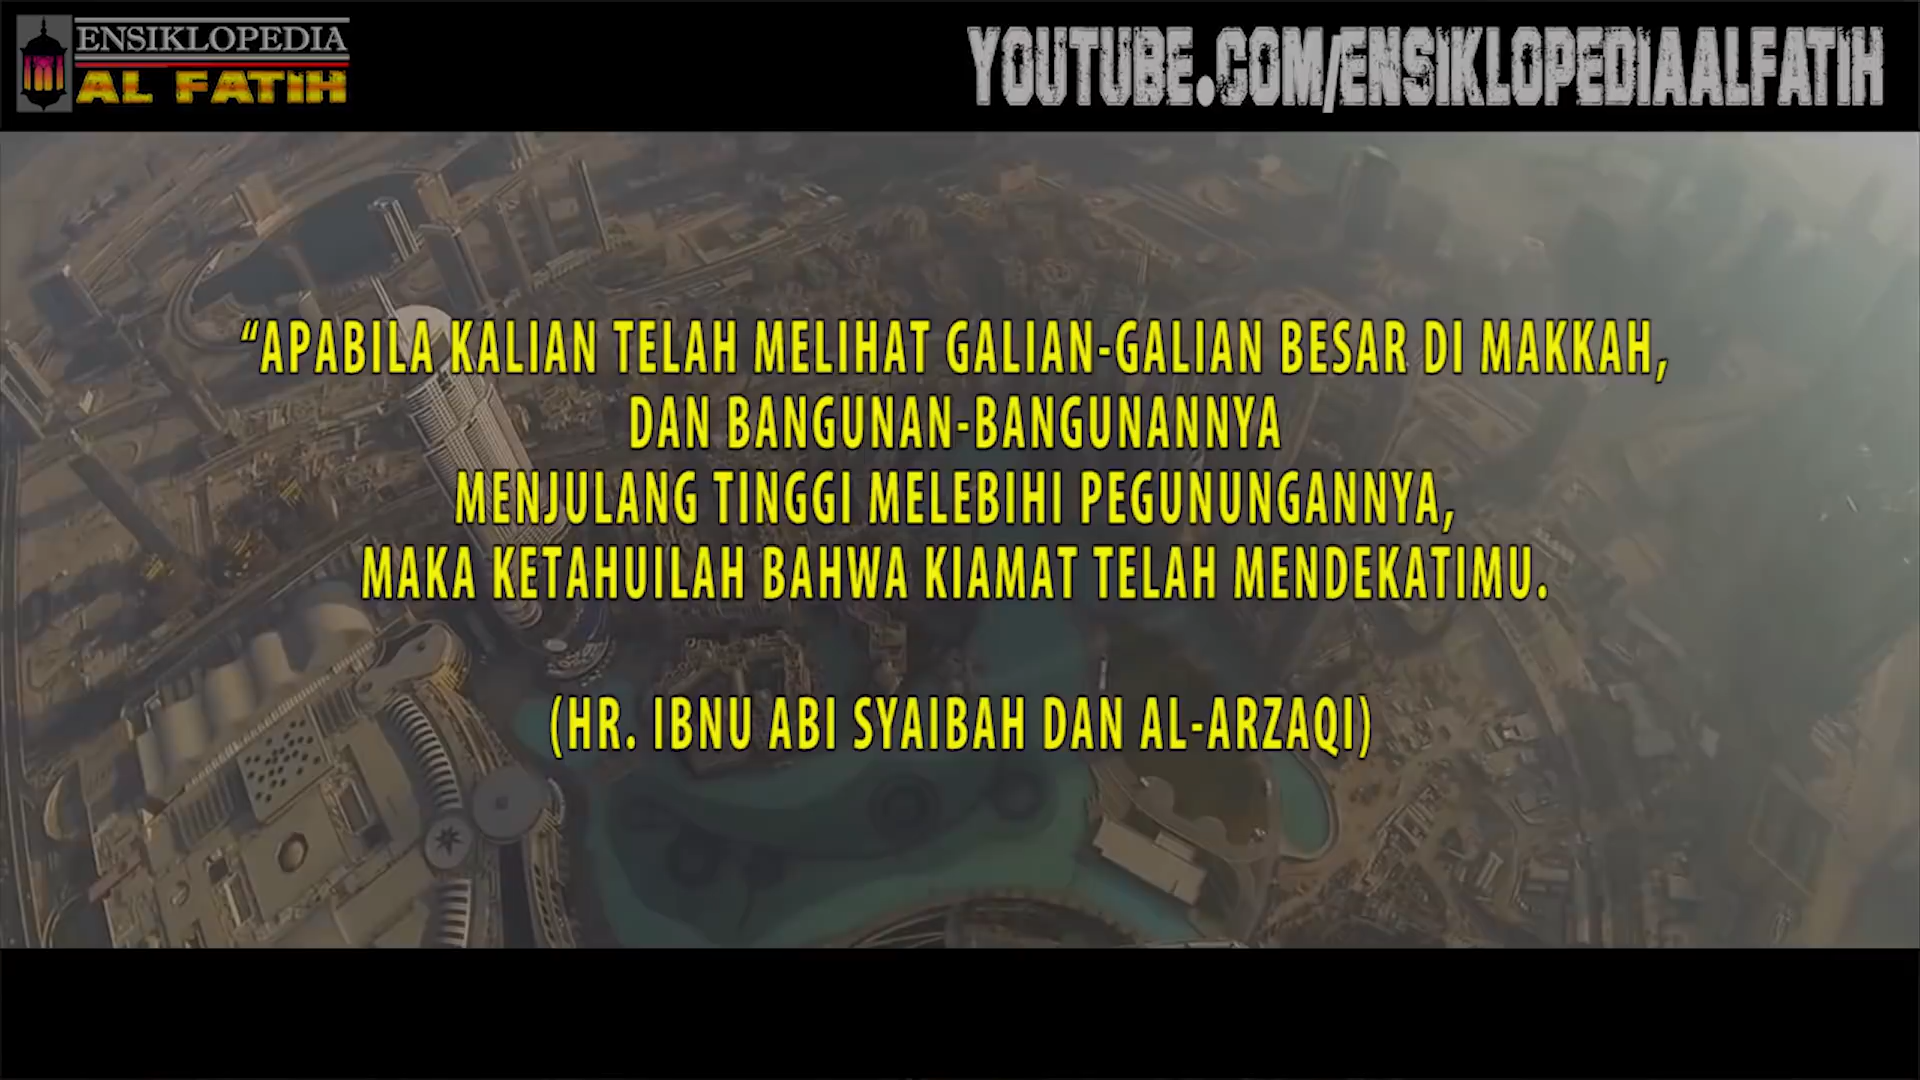 ENSIKLOPEDIA
AL FATIH
YOUTUBE.COM/ENSIKLOPEDIAALFATIH
“APABILA KALIAN TELAH MELIHAT GALIAN-GALIAN BESAR DI MAKKAH,
DAN BANGUNAN-BANGUNANNYA
MENJULANG TINGGI MELEBIHI PEGUNUNGANNYA,
MAKA KETAHUILAH BAHWA KIAMAT TELAH MENDEKATIMU.
(HR. IBNU ABI SYAIBAH DAN AL-ARZAQI)